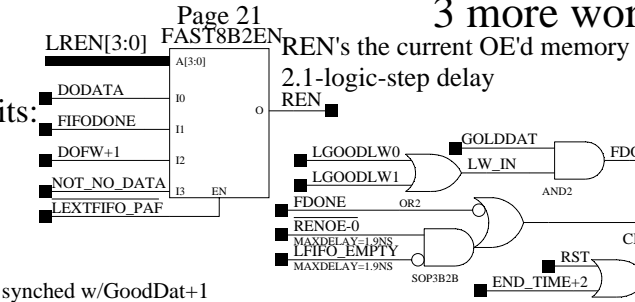 Page 21
3 more wor
FAST8B2EN
LREN[3:0]
REN's the current OE'd memory
A[3:0]
2.1-logic-step delay
DODATA
I0
REN
its:
O
FIFODONE
I1
DOFW+1
I2
NOT_NO_DATA
I3
EN
LEXTFIFO_PAF
LGOODLW0
GOLDDAT
FDO
LW_IN
LGOODLW1
AND2
FDONE
OR2
RENOE-0
MAXDELAY=1.9NS
LFIFO_EMPTY
MAXDELAY=1.9NS
SOP3B2B
RST
END_TIME+2
synched w/GoodDat+1